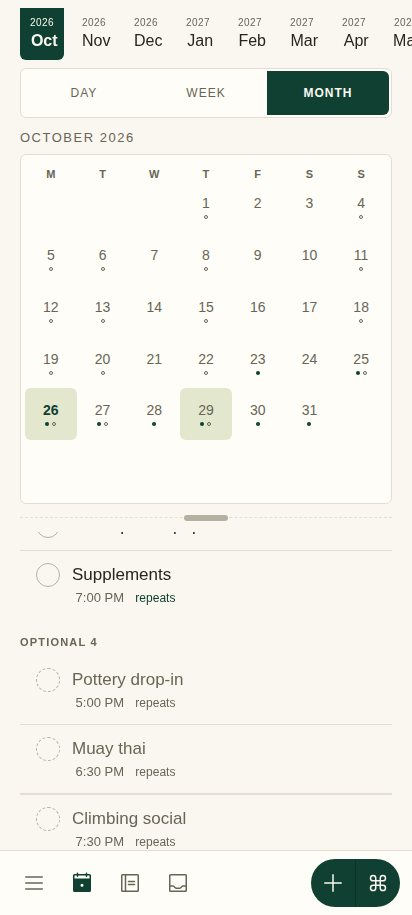 2026 2026 2026 2027 2027 2027 2027
Oct Nov Dec Jan Feb Mar Apr
DAY WEEK MONTH
OCTOBER 2026
M T W T F S S
1 2 3 4
5 6 7 8 9 10 11
12 13 14 15 16 17 18
19 20 21 22 23 24 25
26 27 28 29 30 31
Supplements
7:00 PM repeats
OPTIONAL 4
Pottery drop-in
5:00 PM repeats
Muay thai
6:30 PM repeats
Climbing social
7:30 PM repeats